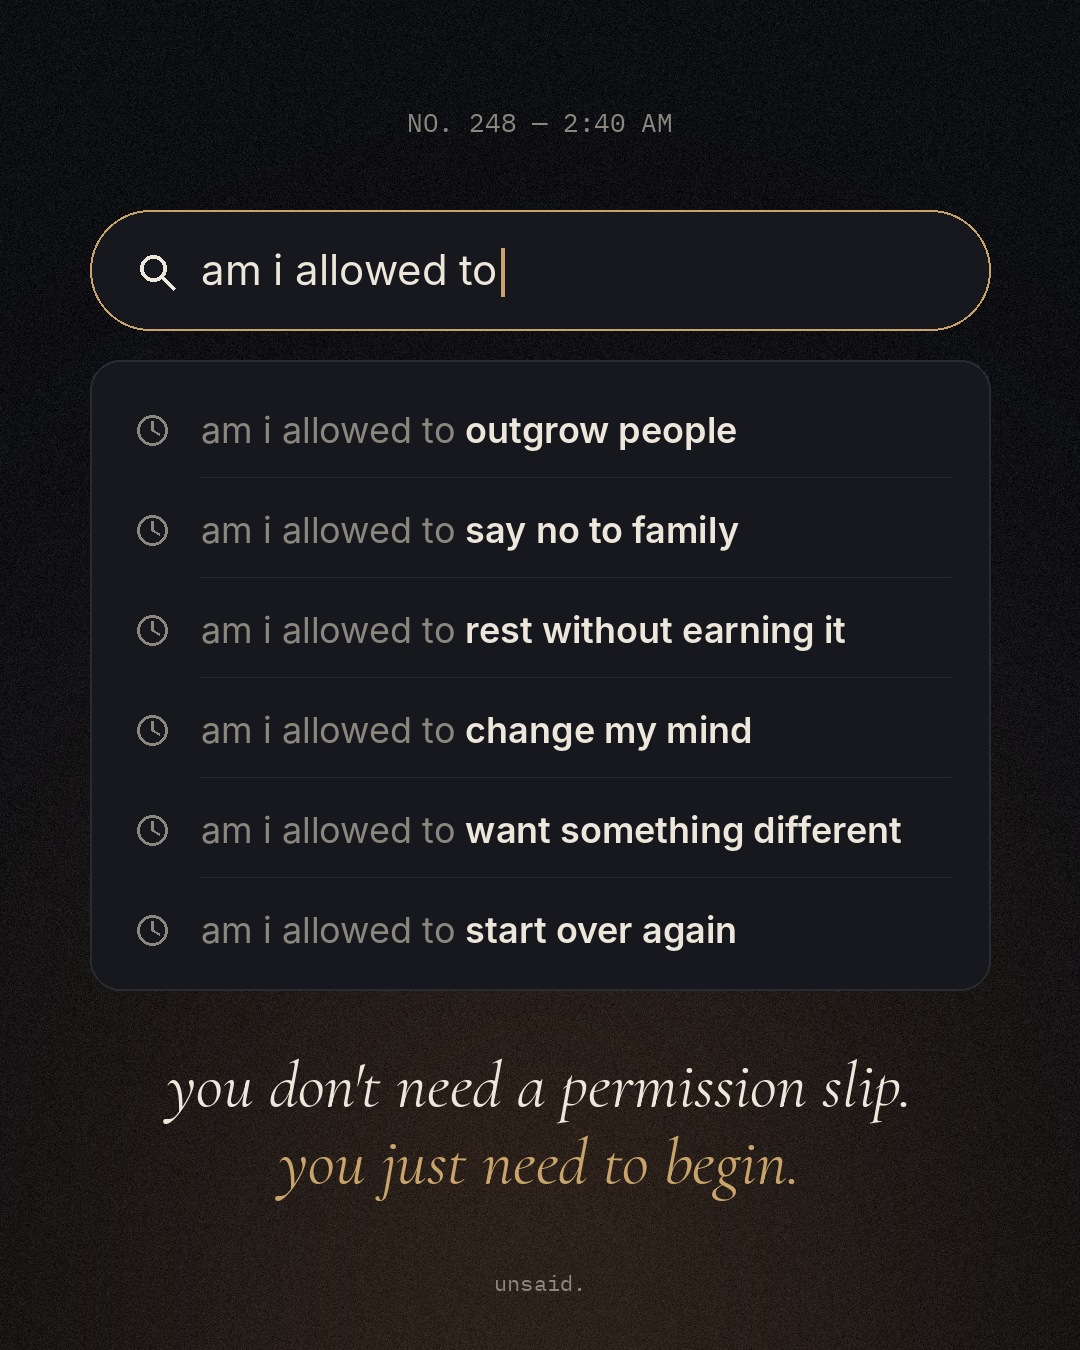 NO. 248 — 2:40 AM
am i allowed to
am i allowed to outgrow people
am i allowed to say no to family
am i allowed to rest without earning it
am i allowed to change my mind
am i allowed to want something different
am i allowed to start over again
you don't need a permission slip.
you just need to begin.
unsaid.